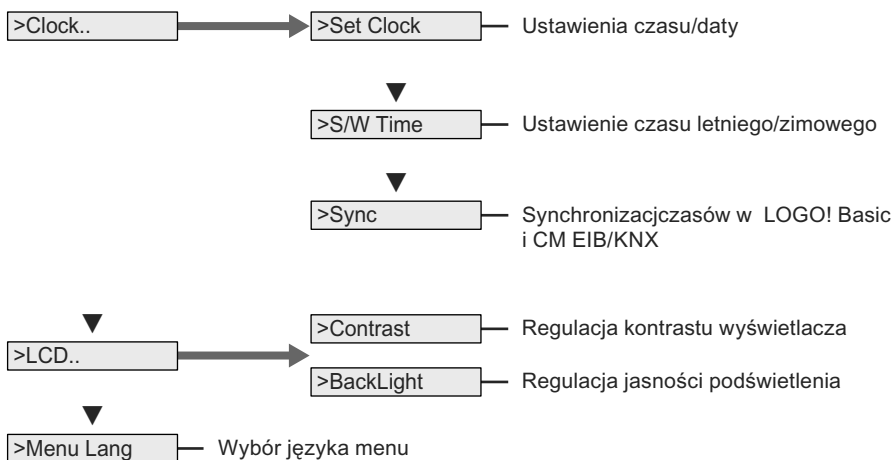 >Clock..
>Set Clock
Ustawienia czasu/daty
>S/W Time
Ustawienie czasu letniego/zimowego
>Sync
Synchronizacjczasów w LOGO! Basic
i CM EIB/KNX
>LCD..
>Contrast
Regulacja kontrastu wyświetlacza
>BackLight
Regulacja jasności podświetlenia
>Menu Lang
Wybór języka menu